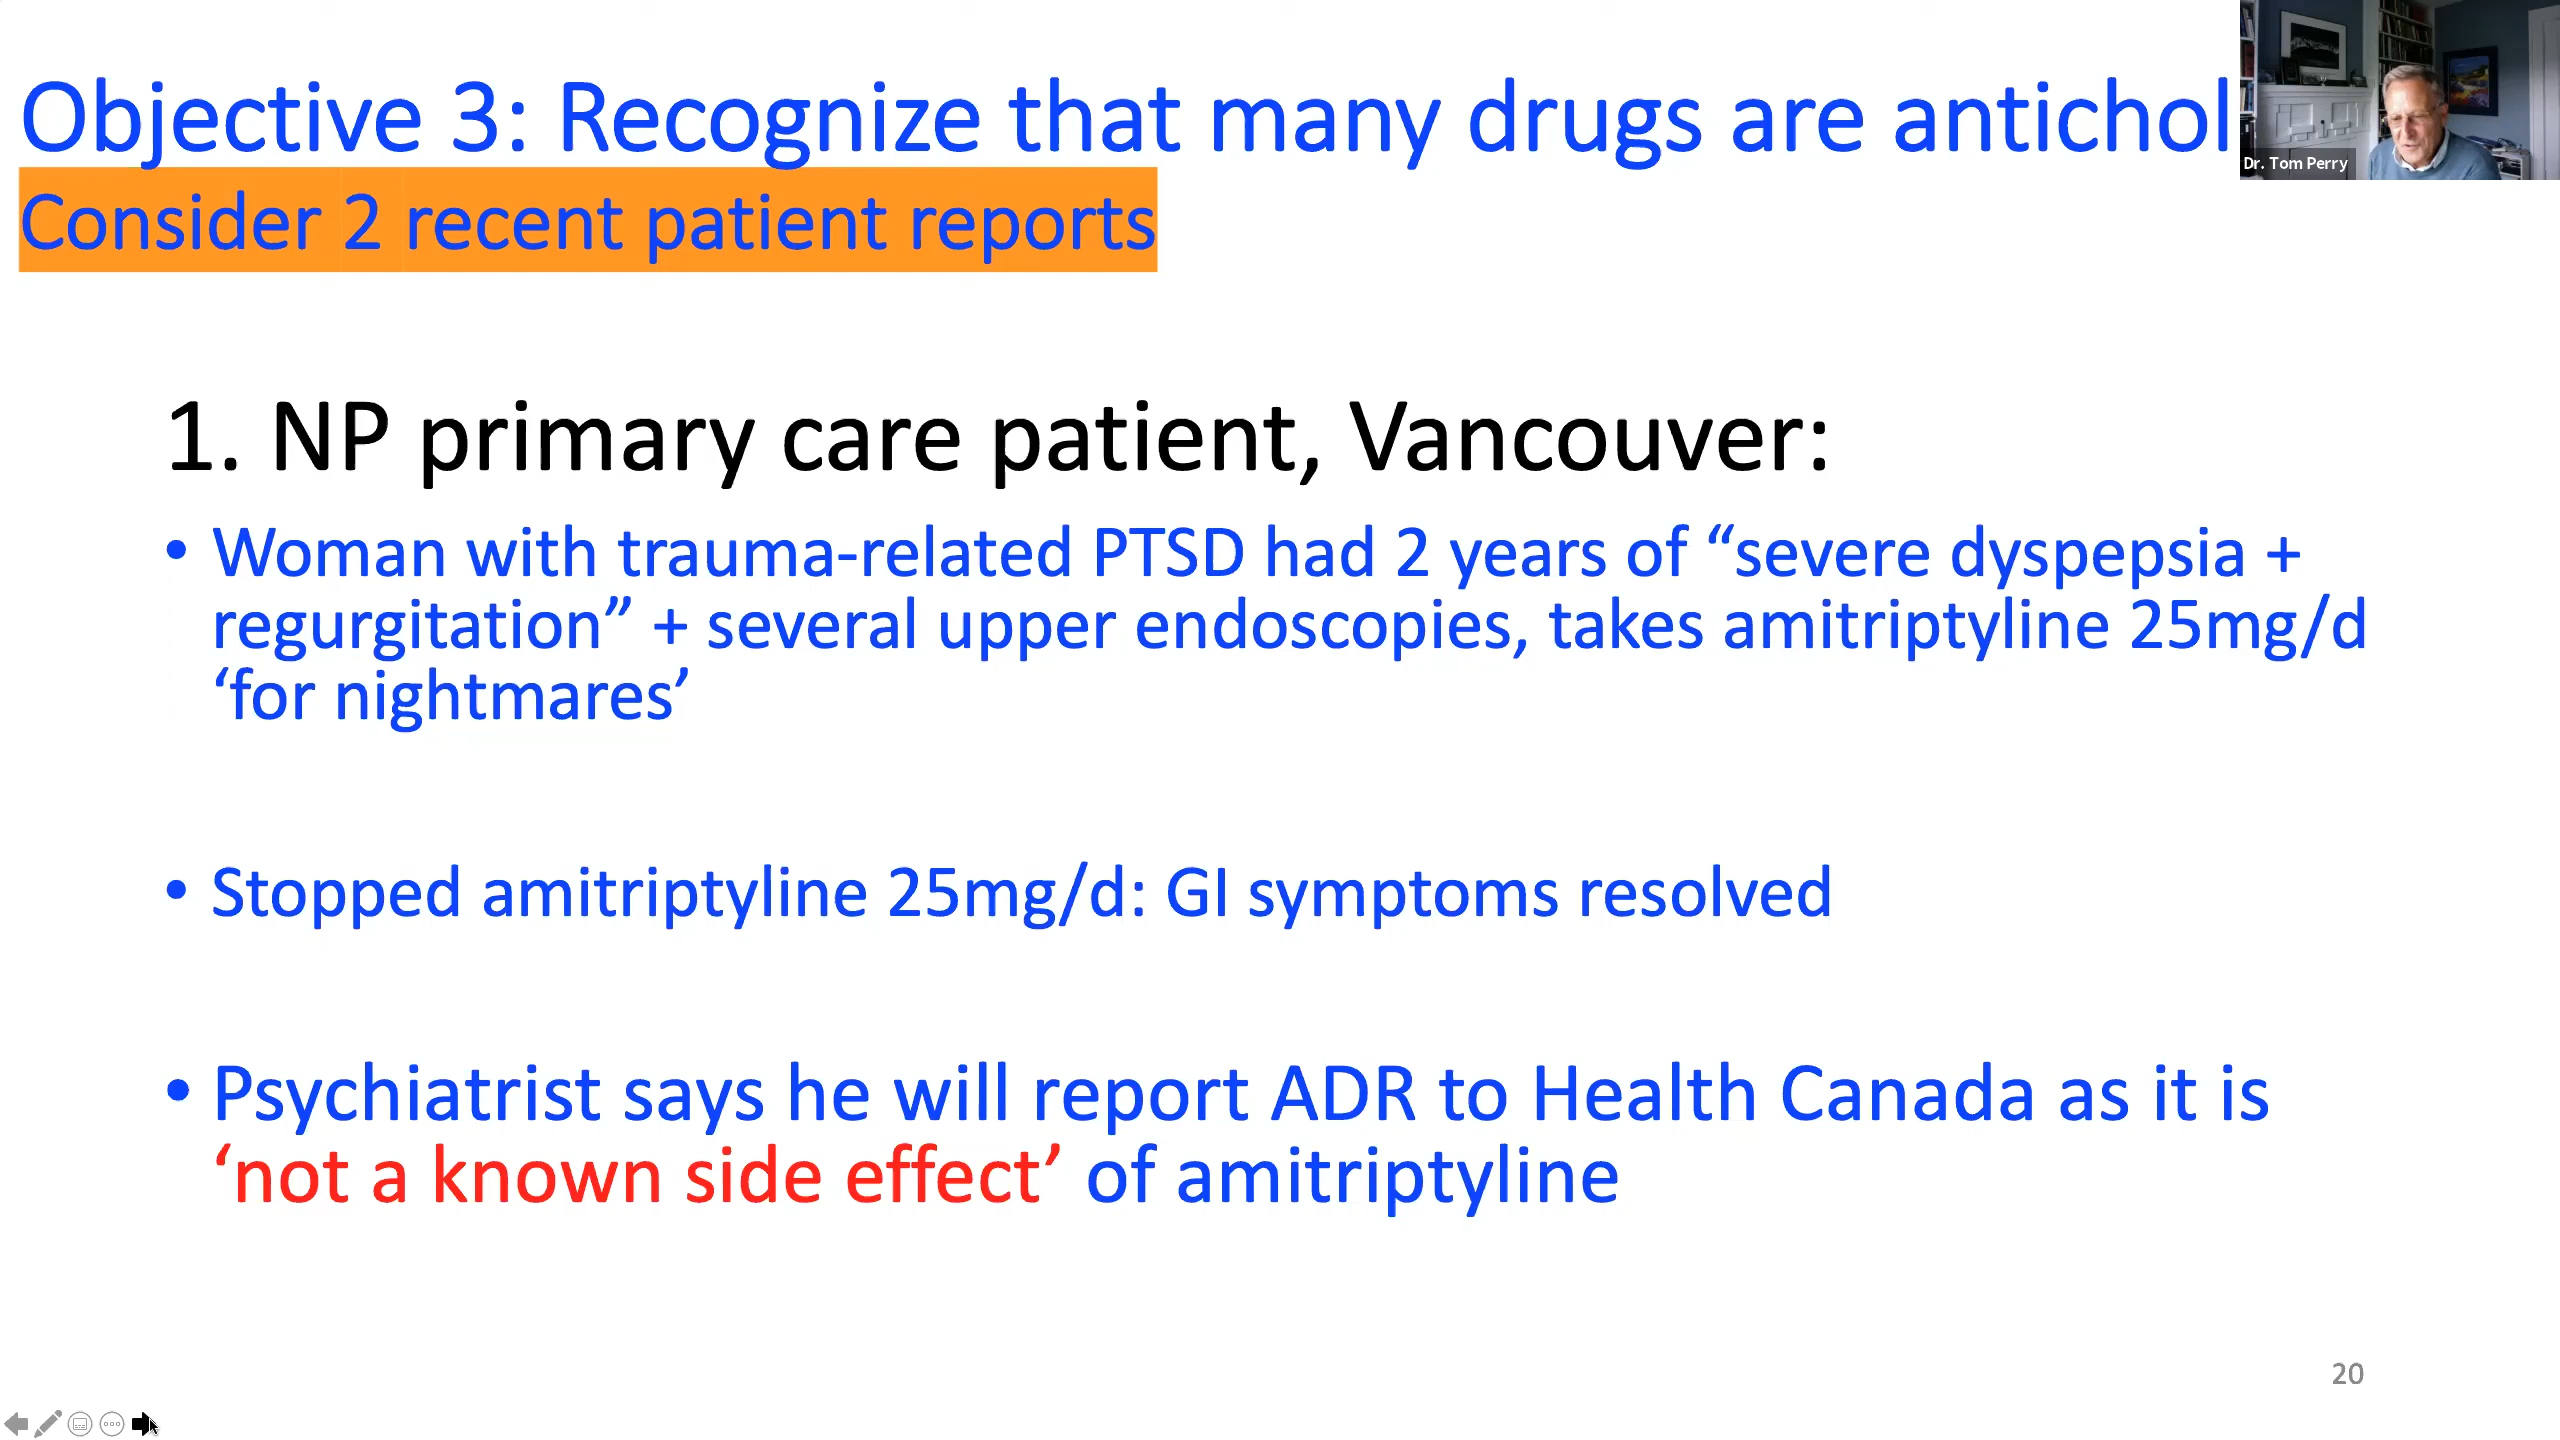 Objective 3: Recognize that many drugs are antichol
Dr. Tom Perry
Consider 2 recent patient reports
1. NP primary care patient, Vancouver:
• Woman with trauma-related PTSD had 2 years of “severe dyspepsia +
regurgitation” + several upper endoscopies, takes amitriptyline 25mg/d
‘for nightmares’
• Stopped amitriptyline 25mg/d: GI symptoms resolved
• Psychiatrist says he will report ADR to Health Canada as it is
‘not a known side effect’ of amitriptyline
20